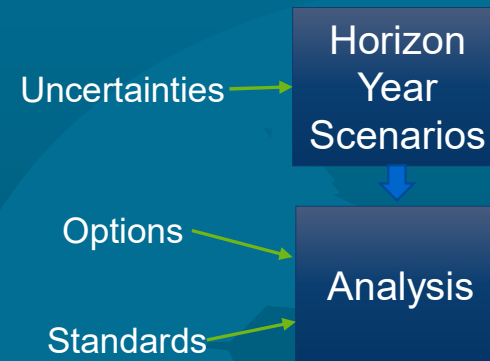 Horizon
Year
Scenarios
Uncertainties
Options
Analysis
Standards